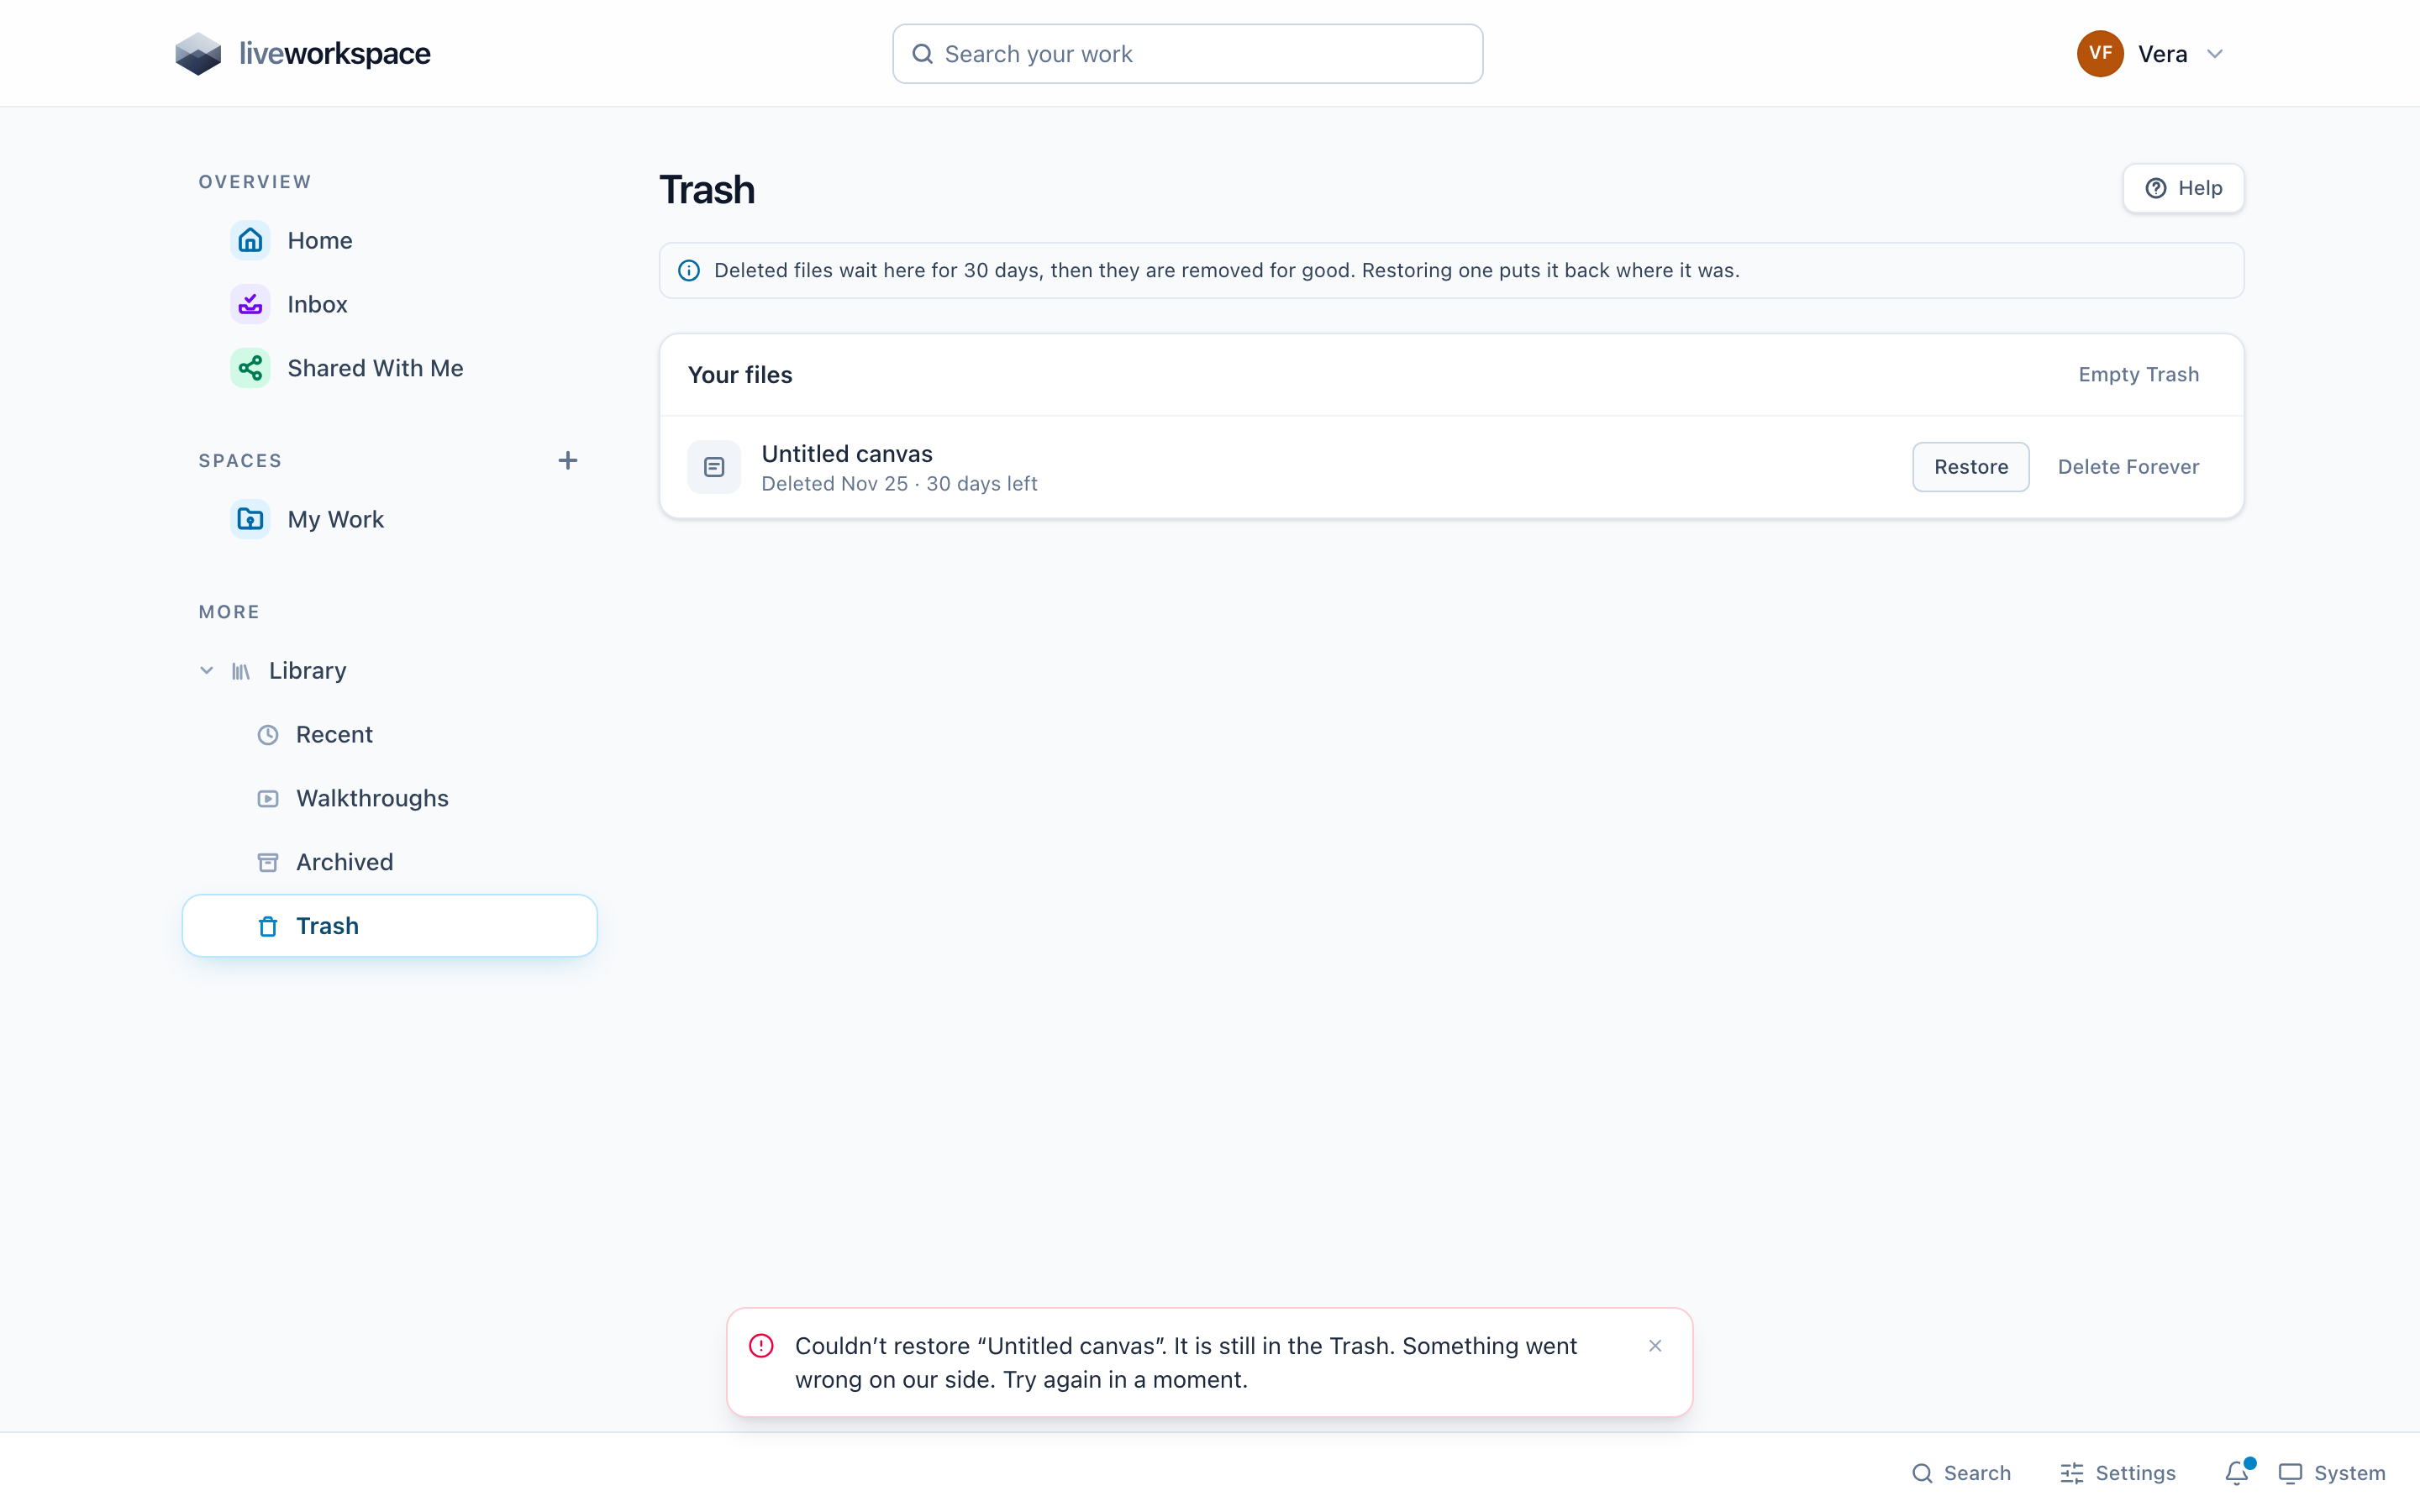 liveworkspace
Search your work
VF
Vera
OVERVIEW
Home
Inbox
Shared With Me
SPACES
My Work
MORE
Library
Recent
Walkthroughs
Archived
Trash
Trash
Help
Deleted files wait here for 30 days, then they are removed for good. Restoring one puts it back where it was.
Your files
Empty Trash
Untitled canvas
Deleted Nov 25 · 30 days left
Restore
Delete Forever
Couldn’t restore “Untitled canvas”. It is still in the Trash. Something went
wrong on our side. Try again in a moment.
Search
Settings
System